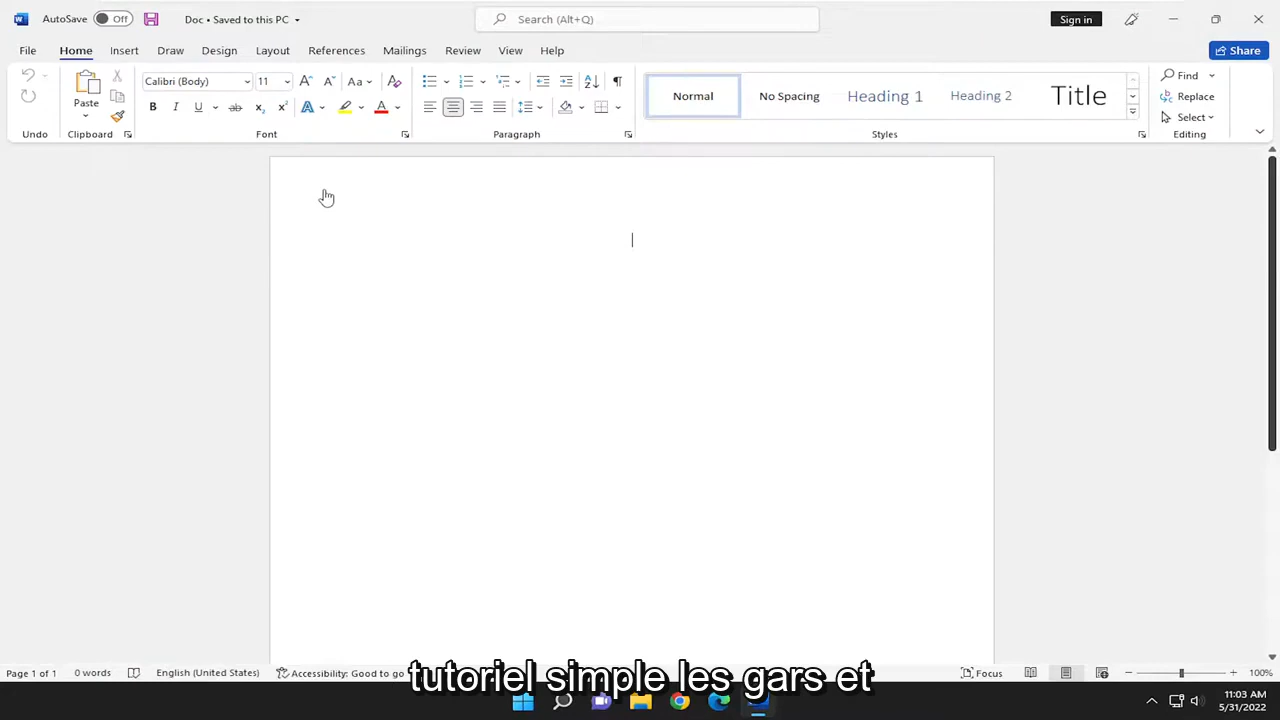 AutoSave Off Doc • Saved to this PC Search (Alt+Q) Sign in
File Home Insert Draw Design Layout References Mailings Review View Help Share
Calibri (Body) 11 Aa Normal No Spacing Heading 1 Heading 2 Title Find
Paste Replace
Select
Undo Clipboard Font Paragraph Styles Editing
Page 1 of 1 0 words English (United States) Accessibility: Good to go Focus 100%
tutoriel simple les gars et
11:03 AM
5/31/2022